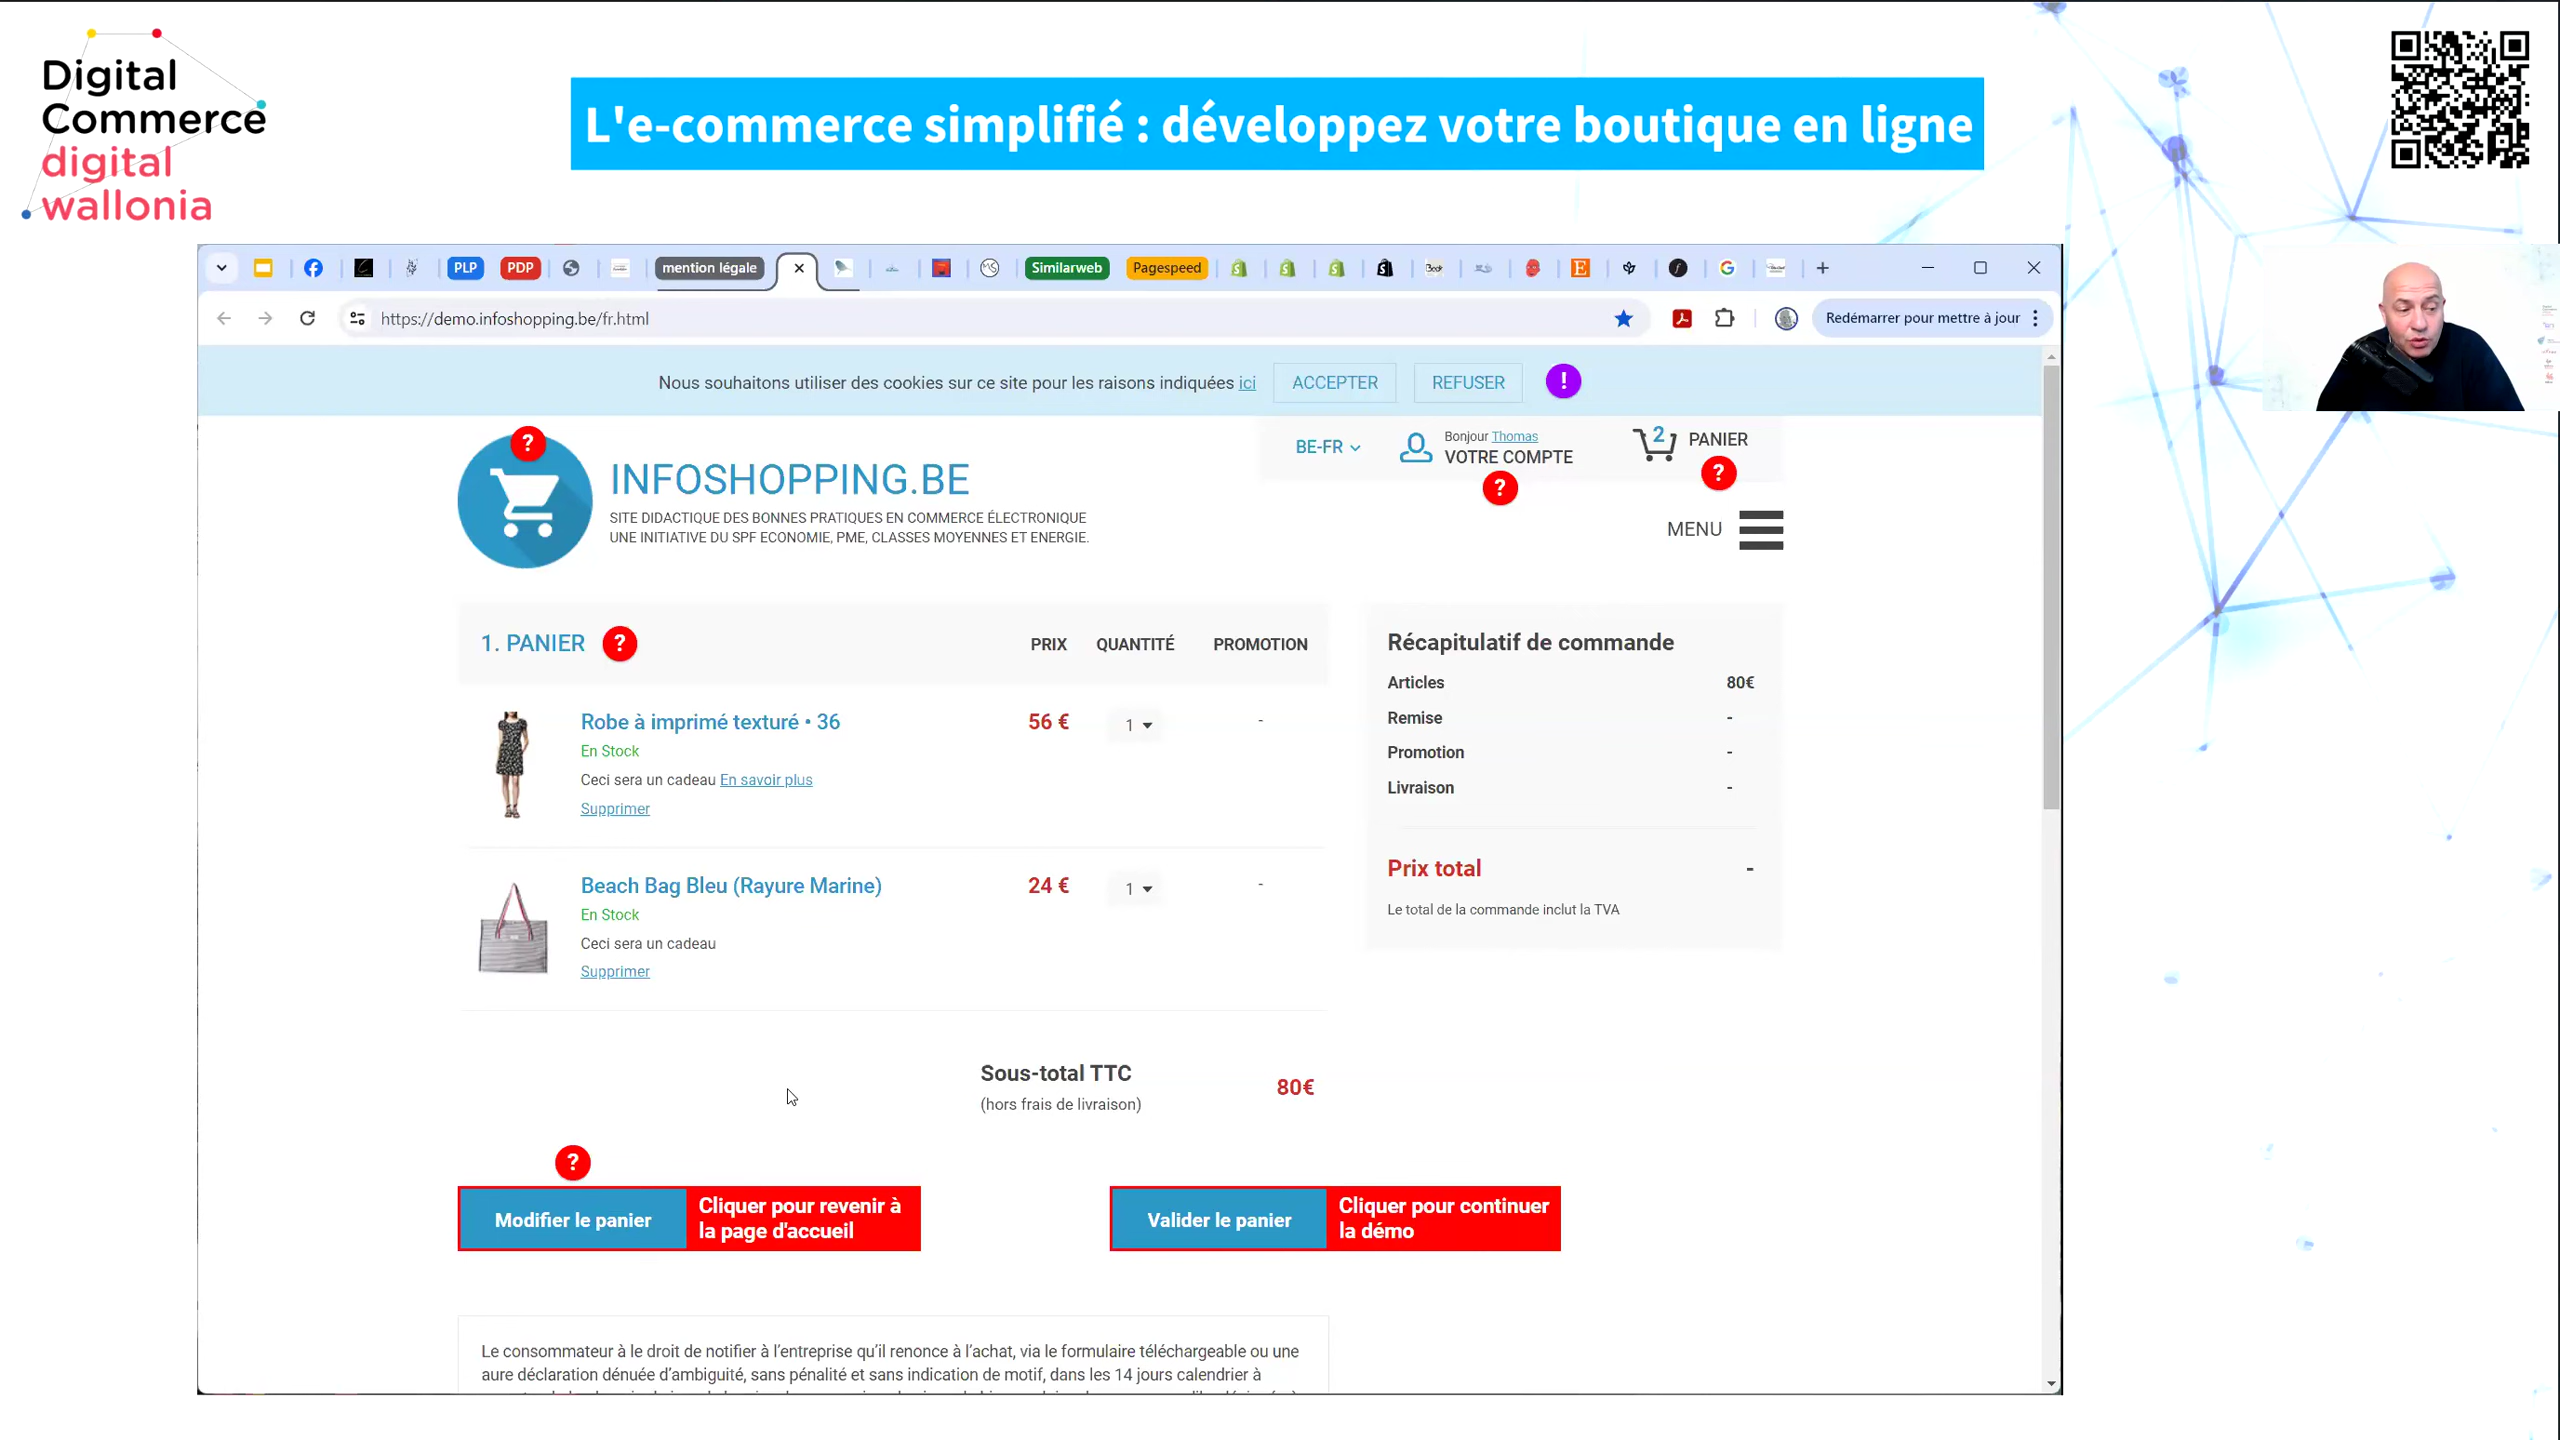 Digital
Commerce
digital
wallonia
L'e-commerce simplifié : développez votre boutique en ligne
PLP
PDP
mention légale
Similarweb
Pagespeed
https://demo.infoshopping.be/fr.html
Redémarrer pour mettre à jour
Nous souhaitons utiliser des cookies sur ce site pour les raisons indiquées ici
ACCEPTER
REFUSER
!
?
INFOSHOPPING.BE
SITE DIDACTIQUE DES BONNES PRATIQUES EN COMMERCE ÉLECTRONIQUE
UNE INITIATIVE DU SPF ECONOMIE, PME, CLASSES MOYENNES ET ENERGIE.
BE-FR
Bonjour Thomas
VOTRE COMPTE
?
2
PANIER
?
MENU
1. PANIER
?
PRIX
QUANTITÉ
PROMOTION
Robe à imprimé texturé • 36
En Stock
Ceci sera un cadeau En savoir plus
Supprimer
56 €
1
-
Beach Bag Bleu (Rayure Marine)
En Stock
Ceci sera un cadeau
Supprimer
24 €
1
-
Sous-total TTC
(hors frais de livraison)
80€
Récapitulatif de commande
Articles 80€
Remise -
Promotion -
Livraison -
Prix total -
Le total de la commande inclut la TVA
?
Modifier le panier
Cliquer pour revenir à
la page d'accueil
Valider le panier
Cliquer pour continuer
la démo
Le consommateur à le droit de notifier à l'entreprise qu'il renonce à l'achat, via le formulaire téléchargeable ou une
aure déclaration dénuée d'ambiguité, sans pénalité et sans indication de motif, dans les 14 jours calendrier à